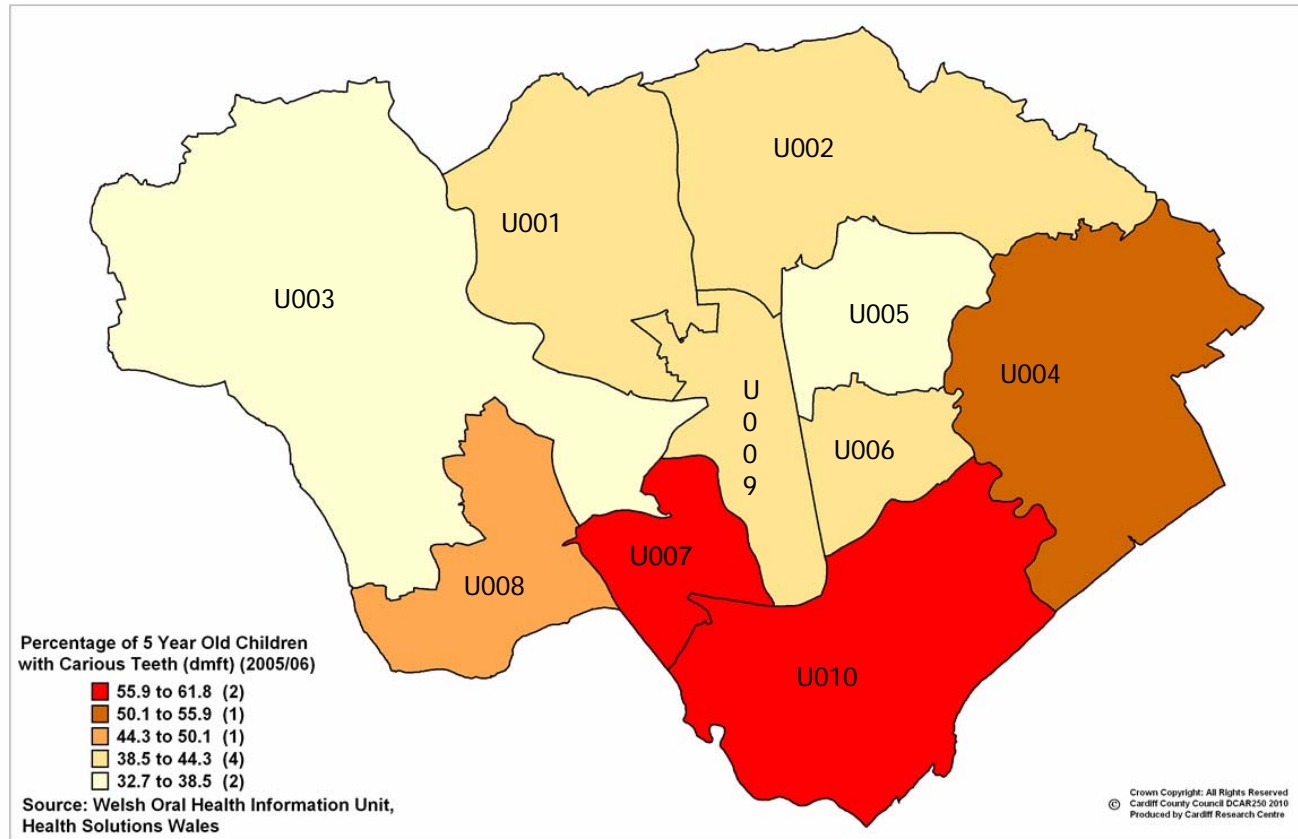 U002
U001
U003
U005
U004
U
0
0
9
U006
U007
U008
U010
Percentage of 5 Year Old Children
with Carious Teeth (dmft) (2005/06)
55.9 to 61.8 (2)
50.1 to 55.9 (1)
44.3 to 50.1 (1)
38.5 to 44.3 (4)
32.7 to 38.5 (2)
Source: Welsh Oral Health Information Unit,
Health Solutions Wales
Crown Copyright: All Rights Reserved
© Cardiff County Council DCAR250 2010
Produced by Cardiff Research Centre